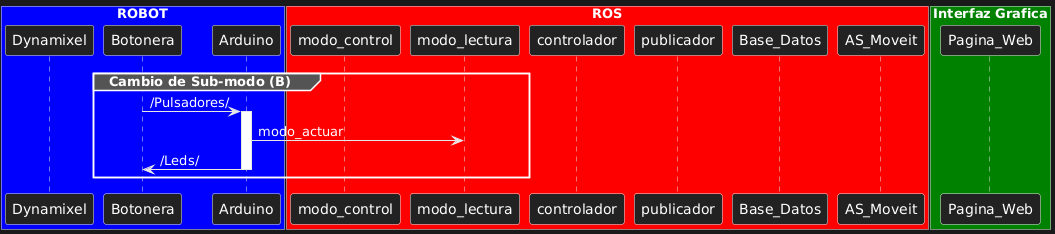 ROBOT ROS Interfaz Grafica
Dynamixel Botonera Arduino modo_control modo_lectura controlador publicador Base_Datos AS_Moveit Pagina_Web
Cambio de Sub-modo (B)
/Pulsadores/
modo_actuar
/Leds/
Dynamixel Botonera Arduino modo_control modo_lectura controlador publicador Base_Datos AS_Moveit Pagina_Web